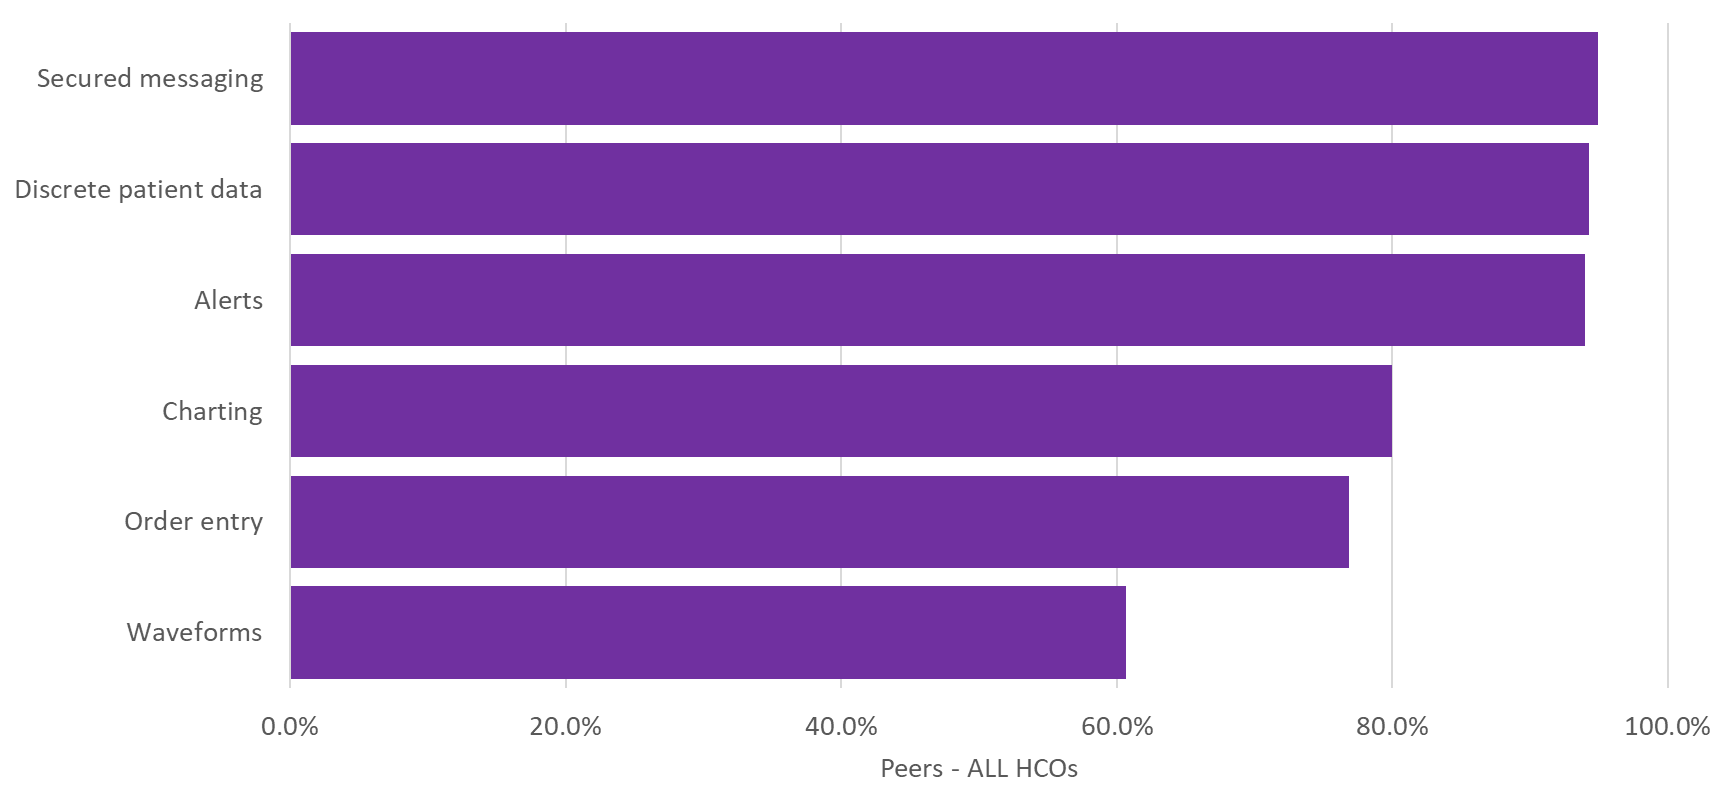 Secured messaging
Discrete patient data
Alerts
Charting
Order entry
Waveforms
0.0% 20.0% 40.0% 60.0% 80.0% 100.0%
Peers - ALL HCOs